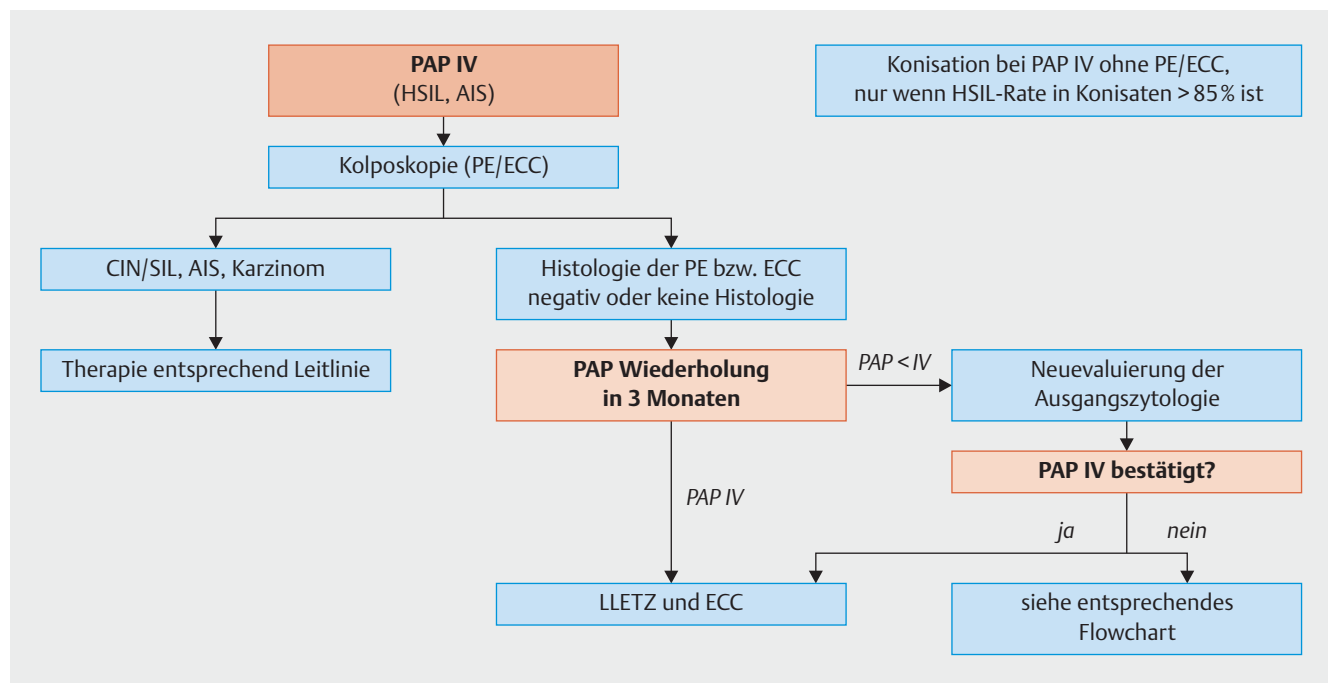 PAP IV
(HSIL, AIS)
Konisation bei PAP IV ohne PE/ECC,
nur wenn HSIL-Rate in Konisaten > 85 % ist
Kolposkopie (PE/ECC)
CIN/SIL, AIS, Karzinom
Histologie der PE bzw. ECC
negativ oder keine Histologie
Therapie entsprechend Leitlinie
PAP Wiederholung
in 3 Monaten
PAP < IV
Neuevaluierung der
Ausgangszytologie
PAP IV bestätigt?
PAP IV
ja
nein
LLETZ und ECC
siehe entsprechendes
Flowchart